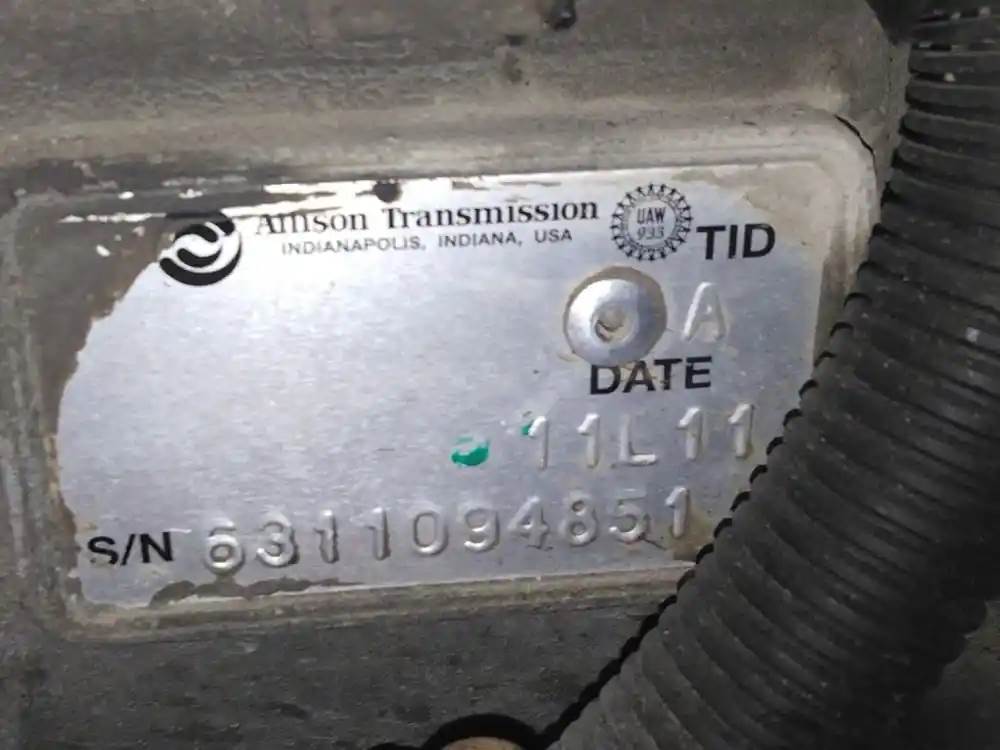 Allison Transmission
INDIANAPOLIS, INDIANA, USA
UAW
933
TID
A
DATE
11L11
S/N 6311094851